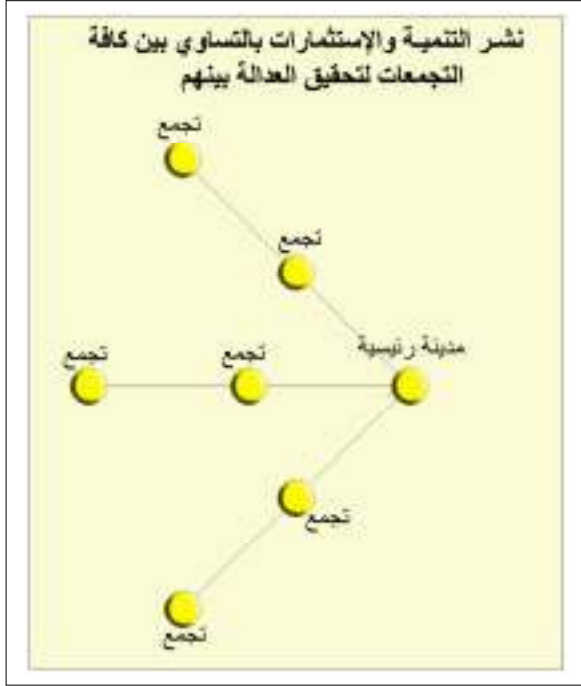 نشر التنمية والإستثمارات بالتساوي بين كافة
التجمعات لتحقيق العدالة بينهم
تجمع
تجمع
مدينة رئيسية
تجمع
تجمع
تجمع
تجمع